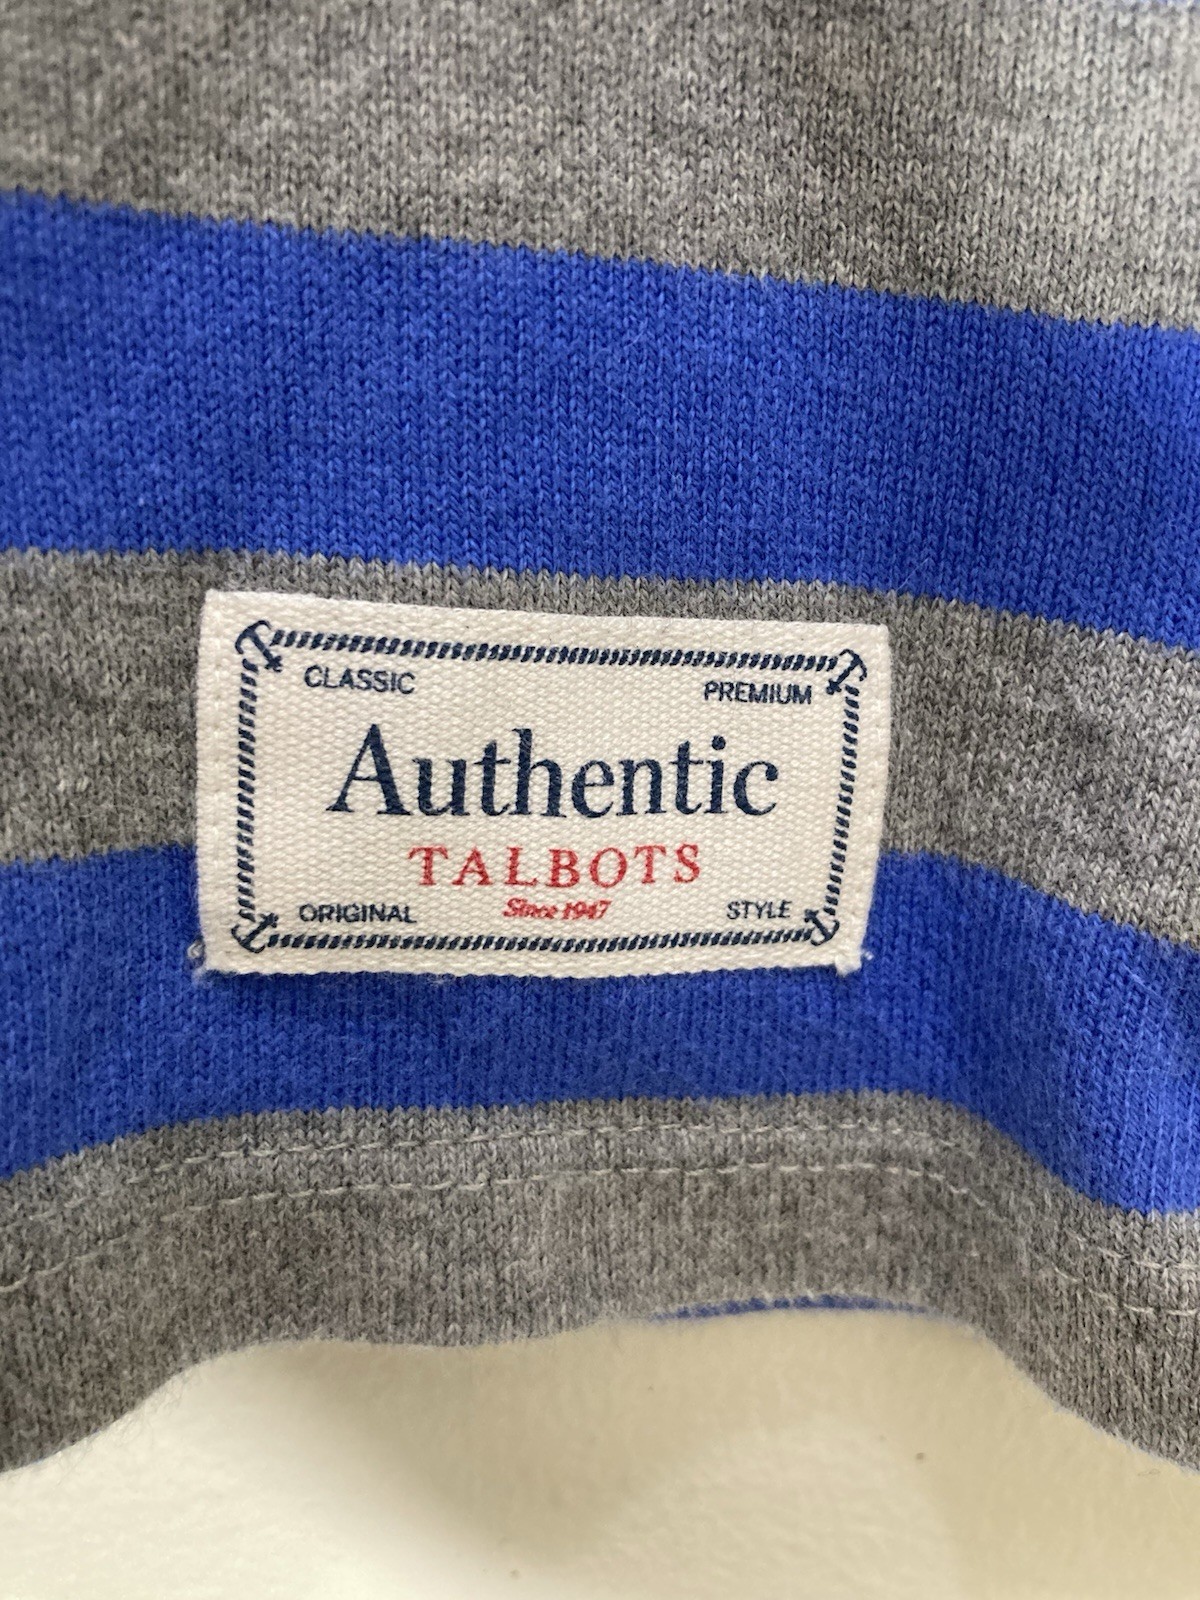 CLASSIC PREMIUM
Authentic
TALBOTS
Since 1947
ORIGINAL STYLE